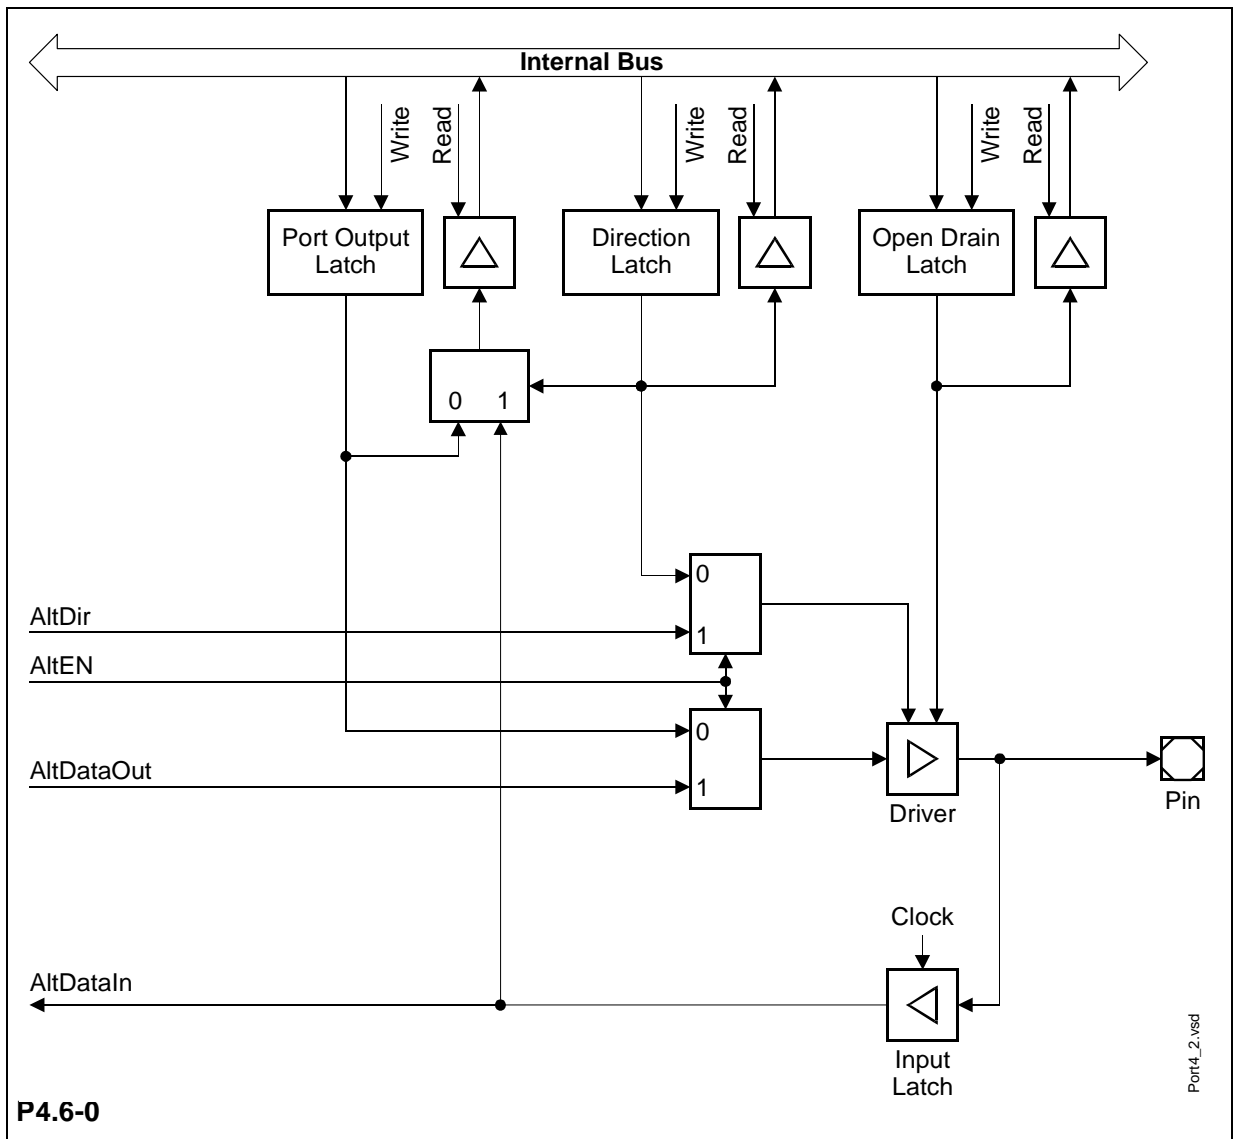 Internal Bus
Write
Read
Write
Read
Write
Read
Port Output
Latch
Direction
Latch
Open Drain
Latch
0 1
0
AltDir
1
AltEN
0
AltDataOut
1
Driver
Pin
Clock
AltDataIn
Input
Latch
Port4_2.vsd
P4.6-0